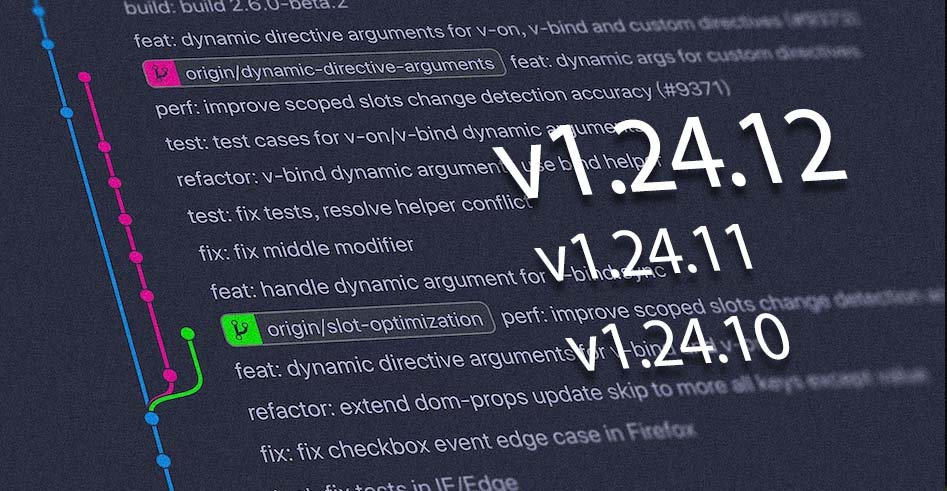 build: build 2.6.0-beta.2
feat: dynamic directive arguments for v-on, v-bind and custom directives (#9373)
origin/dynamic-directive-arguments feat: dynamic args for custom directives
perf: improve scoped slots change detection accuracy (#9371)
test: test cases for v-on/v-bind dynamic arguments
refactor: v-bind dynamic arguments use bind helper
test: fix tests, resolve helper conflict
fix: fix middle modifier
feat: handle dynamic argument for v-bind.sync
origin/slot-optimization perf: improve scoped slots change detection
feat: dynamic directive arguments for v-bind and
refactor: extend dom-props update skip to more all keys except value
fix: fix checkbox event edge case in Firefox
fix tests in IE/Edge
v1.24.12
v1.24.11
v1.24.10